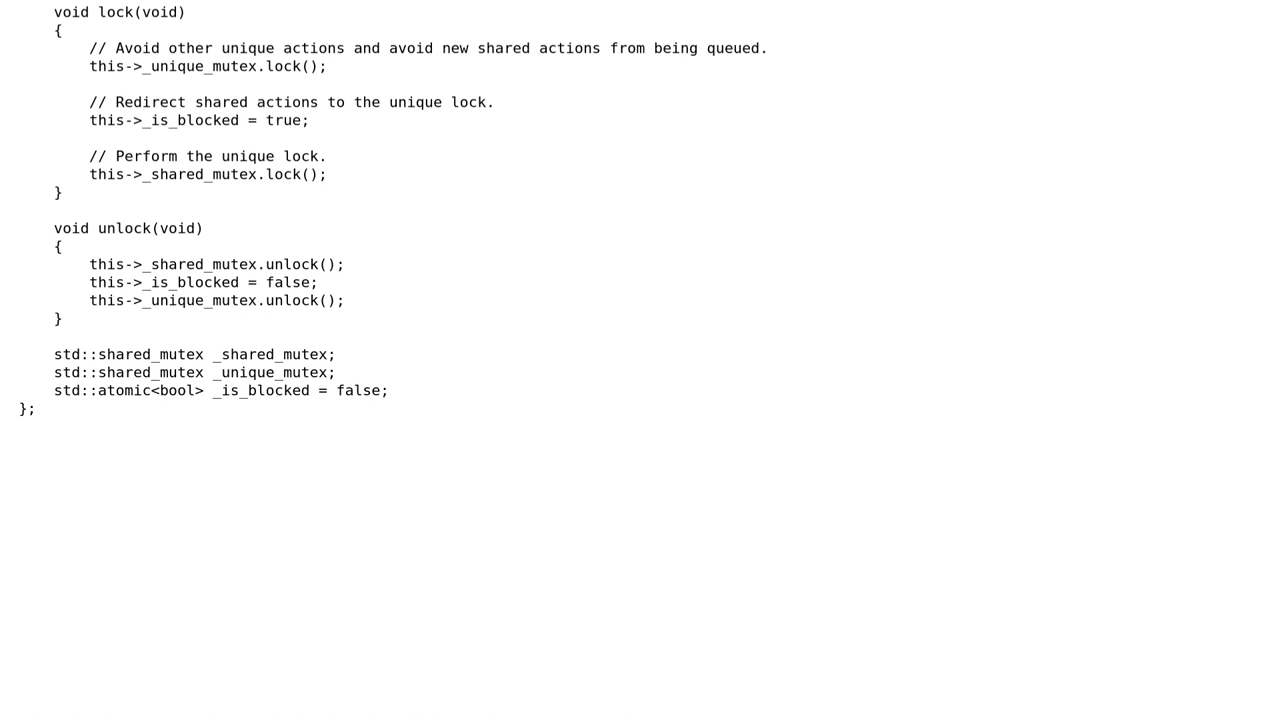 void lock(void)
{
// Avoid other unique actions and avoid new shared actions from being queued.
this->_unique_mutex.lock();
// Redirect shared actions to the unique lock.
this->_is_blocked = true;
// Perform the unique lock.
this->_shared_mutex.lock();
}
void unlock(void)
{
this->_shared_mutex.unlock();
this->_is_blocked = false;
this->_unique_mutex.unlock();
}
std::shared_mutex _shared_mutex;
std::shared_mutex _unique_mutex;
std::atomic<bool> _is_blocked = false;
};